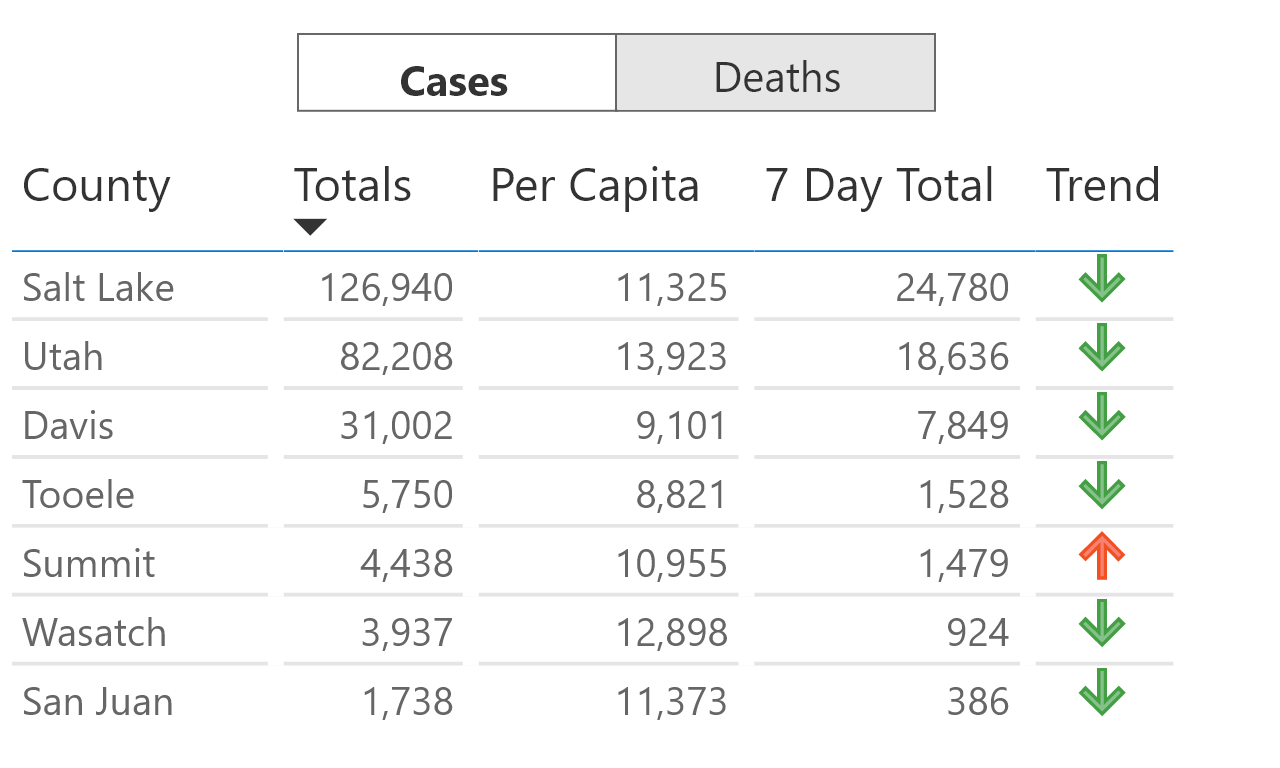 Cases Deaths
County Totals Per Capita 7 Day Total Trend
Salt Lake 126,940 11,325 24,780
Utah 82,208 13,923 18,636
Davis 31,002 9,101 7,849
Tooele 5,750 8,821 1,528
Summit 4,438 10,955 1,479
Wasatch 3,937 12,898 924
San Juan 1,738 11,373 386